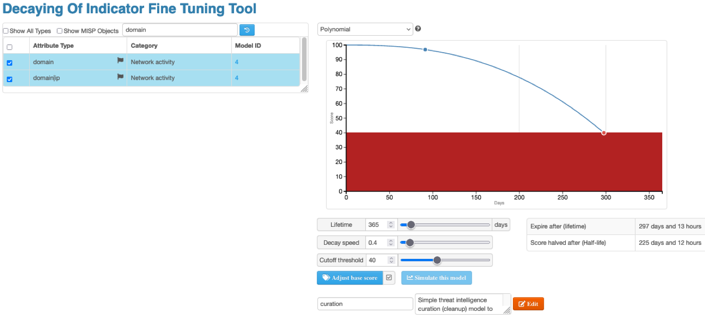 Decaying Of Indicator Fine Tuning Tool
Show All Types Show MISP Objects domain
Attribute Type Category Model ID
domain Network activity 4
domain|ip Network activity 4
Polynomial
100
90
80
70
60
50
40
30
20
10
0
Score
0 50 100 150 200 250 300 350
Days
Lifetime 365 days
Decay speed 0.4
Cutoff threshold 40
Expire after (lifetime) 297 days and 13 hours
Score halved after (Half-life) 225 days and 12 hours
Adjust base score Simulate this model
curation
Simple threat intelligence
curation (cleanup) model to
Edit